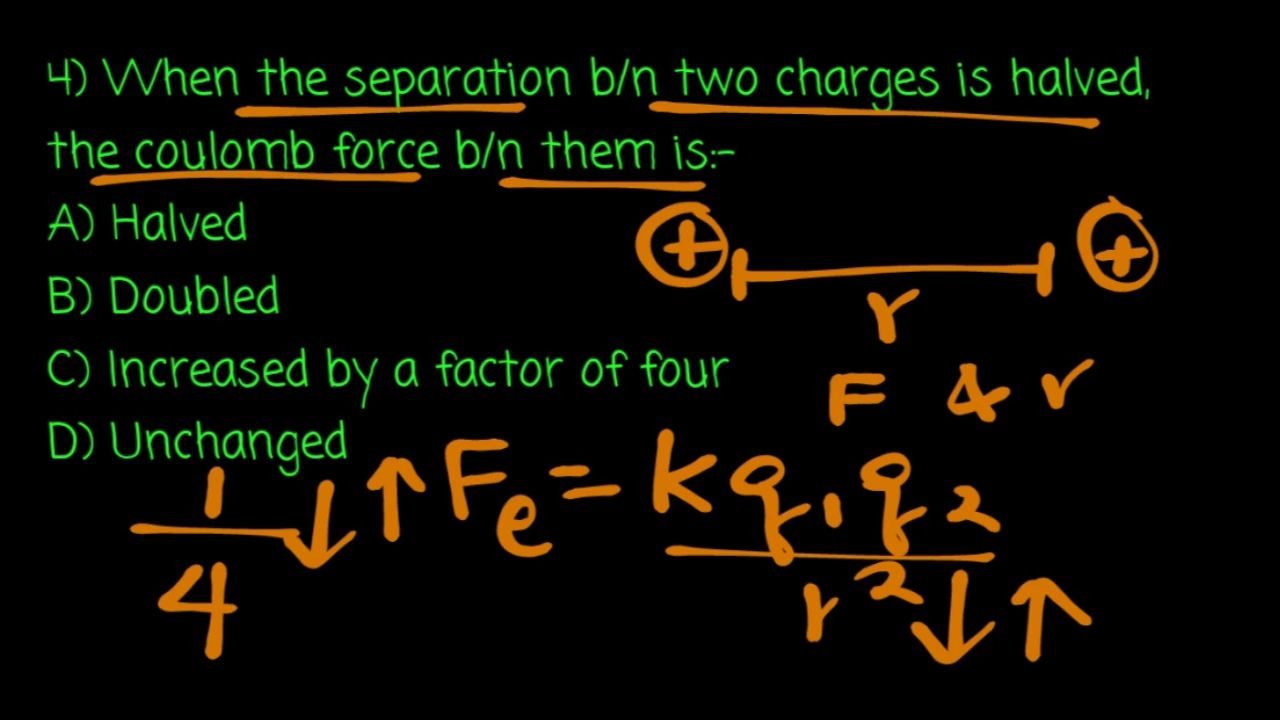 4) When the separation b/n two charges is halved,
the coulomb force b/n them is:-
A) Halved
B) Doubled
C) Increased by a factor of four
D) Unchanged
+ +
r
F & r
1/4 ↓ ↑ Fe = kq1q2
r² ↓ ↑